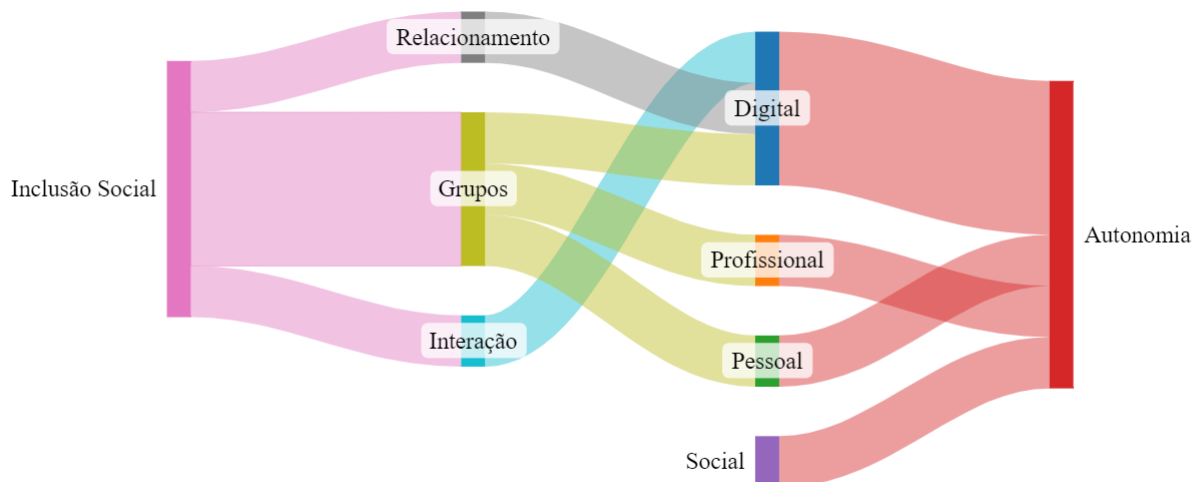 Inclusão Social
Relacionamento
Grupos
Interação
Digital
Profissional
Pessoal
Social
Autonomia